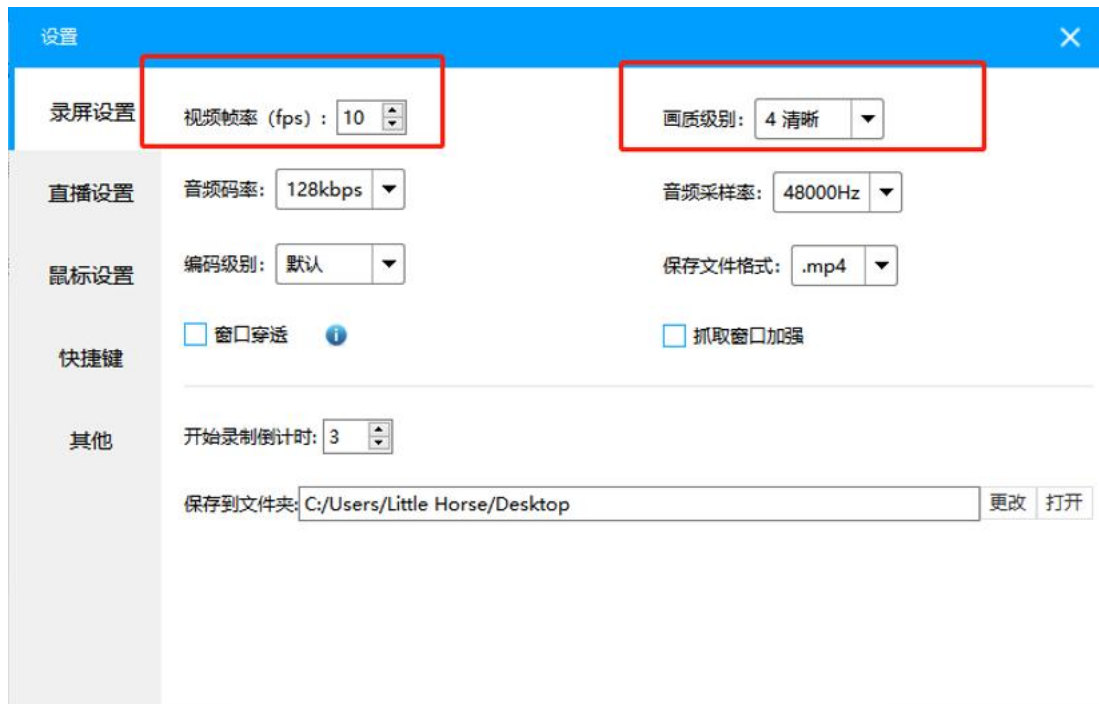 设置
录屏设置
视频帧率（fps）: 10
画质级别: 4 清晰
直播设置
音频码率: 128kbps
音频采样率: 48000Hz
鼠标设置
编码级别: 默认
保存文件格式: .mp4
窗口穿透
抓取窗口加强
快捷键
其他
开始录制倒计时: 3
保存到文件夹: C:/Users/Little Horse/Desktop 更改 打开